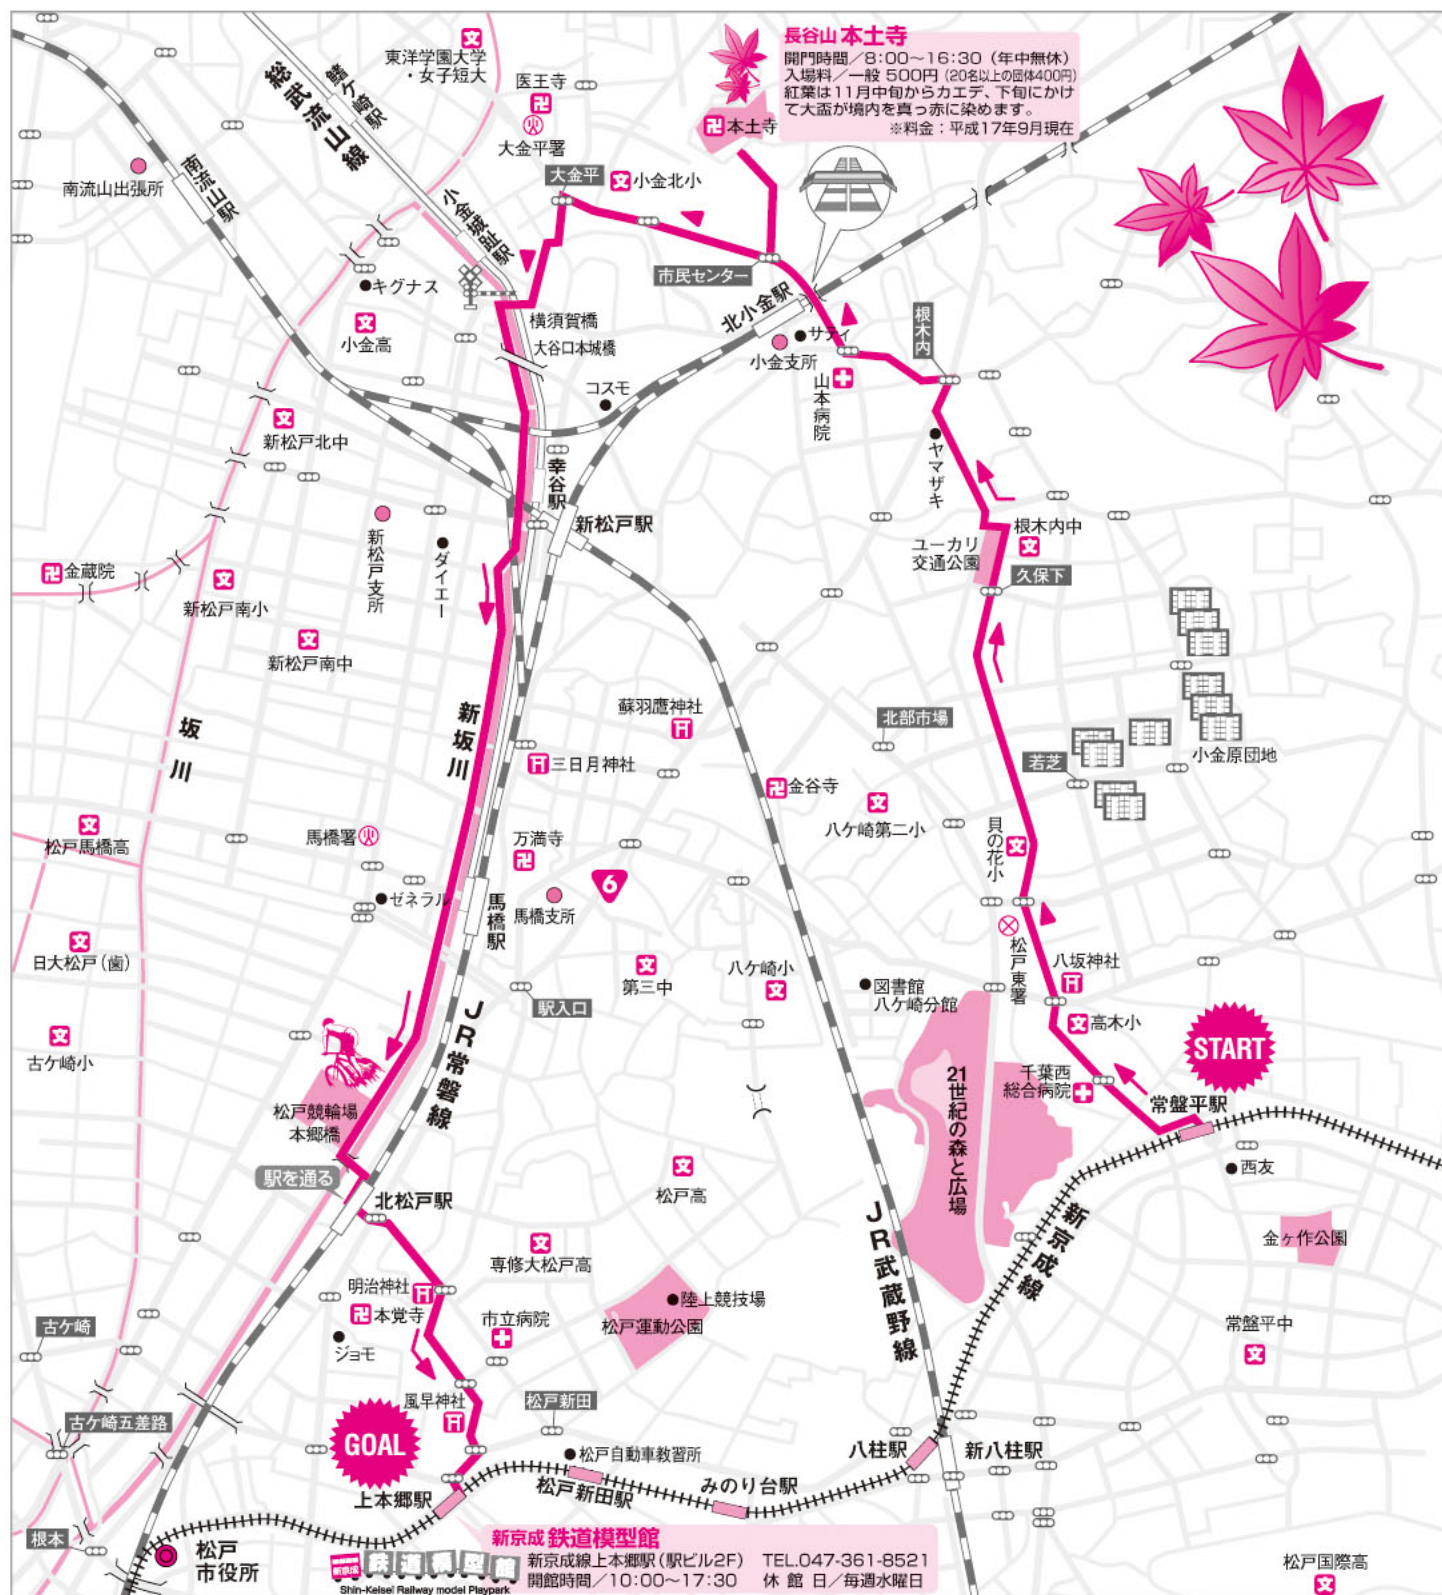 東洋学園大学
・女子短大
鰭ケ崎駅
総武流山線
医王寺
大金平署
長谷山 本土寺
開門時間／8:00〜16:30（年中無休）
入場料／一般 500円（20名以上の団体400円）
紅葉は11月中旬からカエデ、下旬にかけ
て大盃が境内を真っ赤に染めます。
※料金：平成17年9月現在
本土寺
南流山出張所
南流山駅
大金平
小金北小
小金城趾駅
市民センター
キグナス
小金高
横須賀橋
大谷口本城橋
北小金駅
サティ
小金支所
根木内
山本病院
コスモ
新松戸北中
ヤマザキ
幸谷駅
新松戸駅
新松戸支所
ダイエー
根木内中
ユーカリ
交通公園
久保下
金蔵院
新松戸南小
新松戸南中
坂川
新坂川
蘇羽鷹神社
三日月神社
北部市場
金谷寺
八ケ崎第二小
若芝
小金原団地
貝の花小
松戸馬橋高
馬橋署
万満寺
6
ゼネラル
馬橋駅
馬橋支所
日大松戸（歯）
第三中
八ケ崎小
図書館
八ケ崎分館
松戸東署
八坂神社
駅入口
高木小
START
古ケ崎小
JR常磐線
千葉西
総合病院
常盤平駅
21世紀の森と広場
松戸競輪場
本郷橋
駅を通る
北松戸駅
松戸高
西友
JR武蔵野線
新京成線
金ヶ作公園
専修大松戸高
明治神社
本覚寺
市立病院
陸上競技場
松戸運動公園
ジョモ
古ケ崎
常盤平中
風早神社
松戸新田
古ケ崎五差路
GOAL
松戸自動車教習所
八柱駅
新八柱駅
上本郷駅
松戸新田駅
みのり台駅
根本
松戸
市役所
新京成 鉄道模型館
新京成
鉄道模型館
Shin-Keisei Railway model Playpark
新京成線上本郷駅（駅ビル2F） TEL.047-361-8521
開館時間／10:00〜17:30 休館日／毎週水曜日
松戸国際高